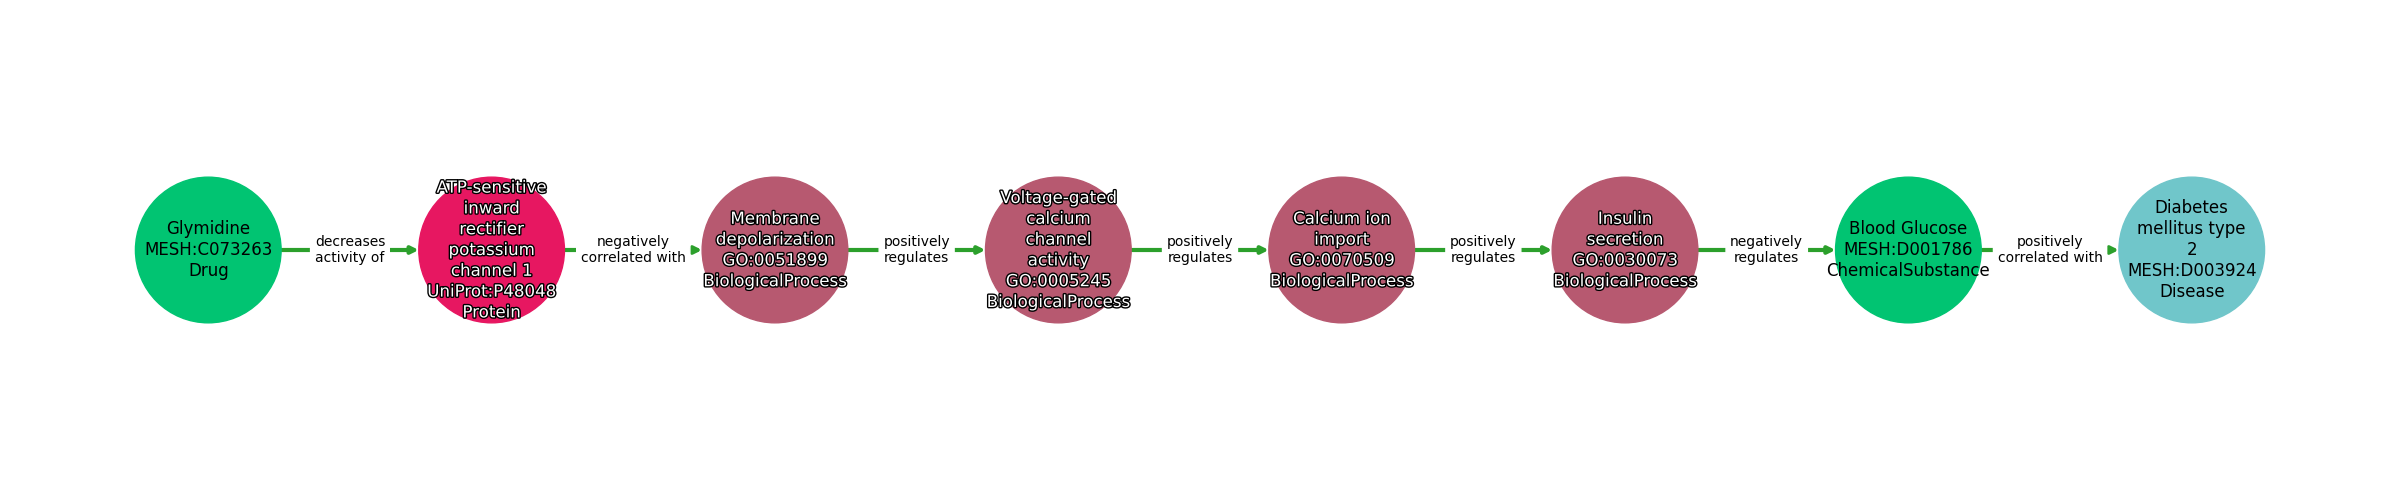 Glymidine
MESH:C073263
Drug
decreases
activity of
ATP-sensitive
inward
rectifier
potassium
channel 1
UniProt:P48048
Protein
negatively
correlated with
Membrane
depolarization
GO:0051899
BiologicalProcess
positively
regulates
Voltage-gated
calcium
channel
activity
GO:0005245
BiologicalProcess
positively
regulates
Calcium ion
import
GO:0070509
BiologicalProcess
positively
regulates
Insulin
secretion
GO:0030073
BiologicalProcess
negatively
regulates
Blood Glucose
MESH:D001786
ChemicalSubstance
positively
correlated with
Diabetes
mellitus type
2
MESH:D003924
Disease